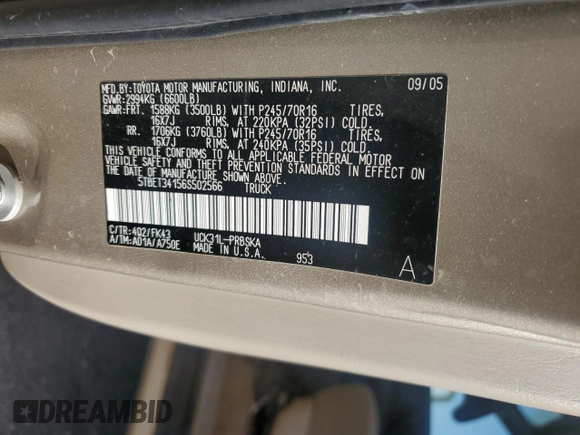 MFD.BY:TOYOTA MOTOR MANUFACTURING, INDIANA, INC. 09/05
GVWR:2994KG (6600LB)
GAWR:FRT. 1588KG (3500LB) WITH P245/70R16 TIRES,
16X7J RIMS, AT 220KPA (32PSI) COLD.
RR. 1706KG (3760LB) WITH P245/70R16 TIRES,
16X7J RIMS, AT 240KPA (35PSI) COLD.
THIS VEHICLE CONFORMS TO ALL APPLICABLE FEDERAL MOTOR
VEHICLE SAFETY AND THEFT PREVENTION STANDARDS IN EFFECT
ON THE DATE OF MANUFACTURE SHOWN ABOVE.
5TBET34156S502566 TRUCK
C/TR:4Q2/FK43 UCK31L-PRBSKA
A/TM:A01A/A750E MADE IN U.S.A. 953 A
DREAMBID